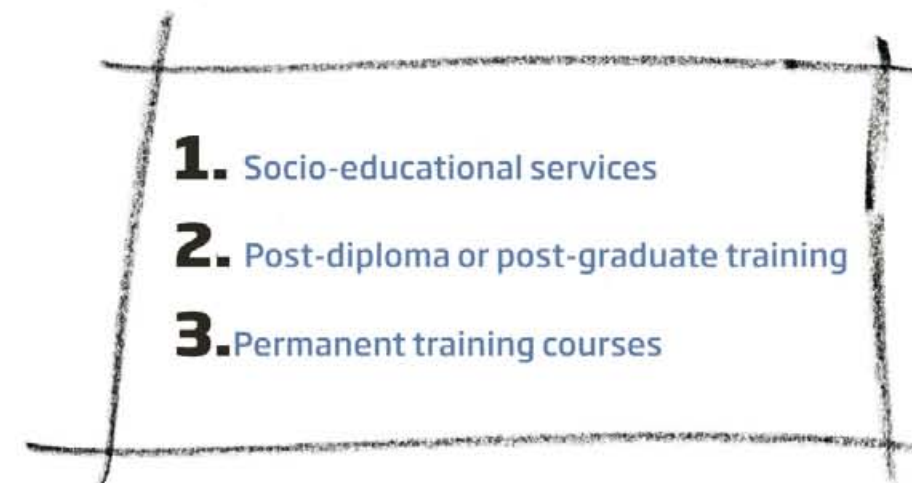 1. Socio-educational services
2. Post-diploma or post-graduate training
3.Permanent training courses